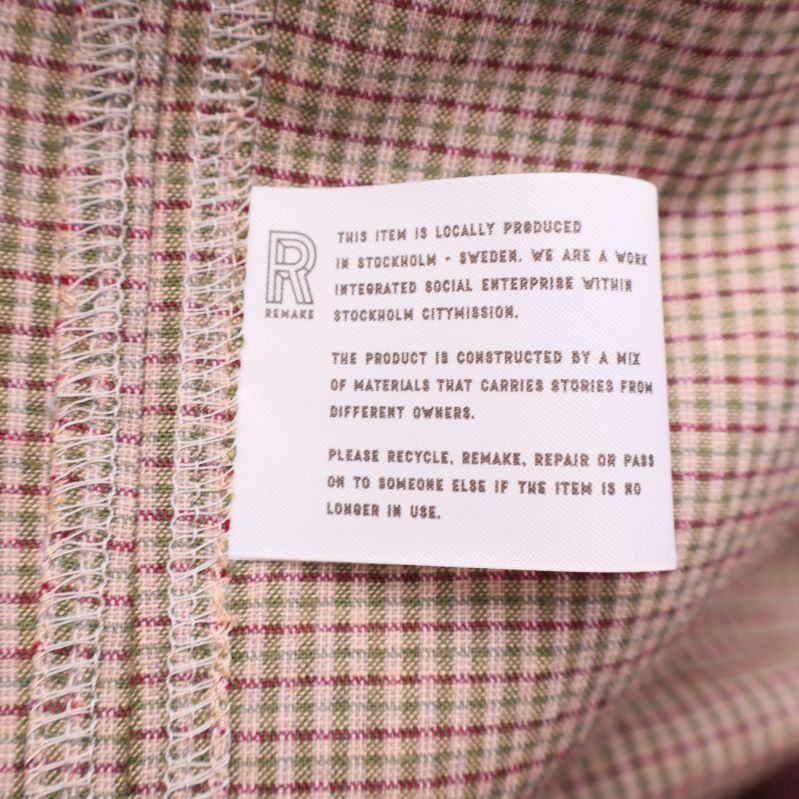 R
REMAKE
THIS ITEM IS LOCALLY PRODUCED
IN STOCKHOLM - SWEDEN. WE ARE A WORK
INTEGRATED SOCIAL ENTERPRISE WITHIN
STOCKHOLM CITYMISSION.
THE PRODUCT IS CONSTRUCTED BY A MIX
OF MATERIALS THAT CARRIES STORIES FROM
DIFFERENT OWNERS.
PLEASE RECYCLE, REMAKE, REPAIR OR PASS
ON TO SOMEONE ELSE IF THE ITEM IS NO
LONGER IN USE.